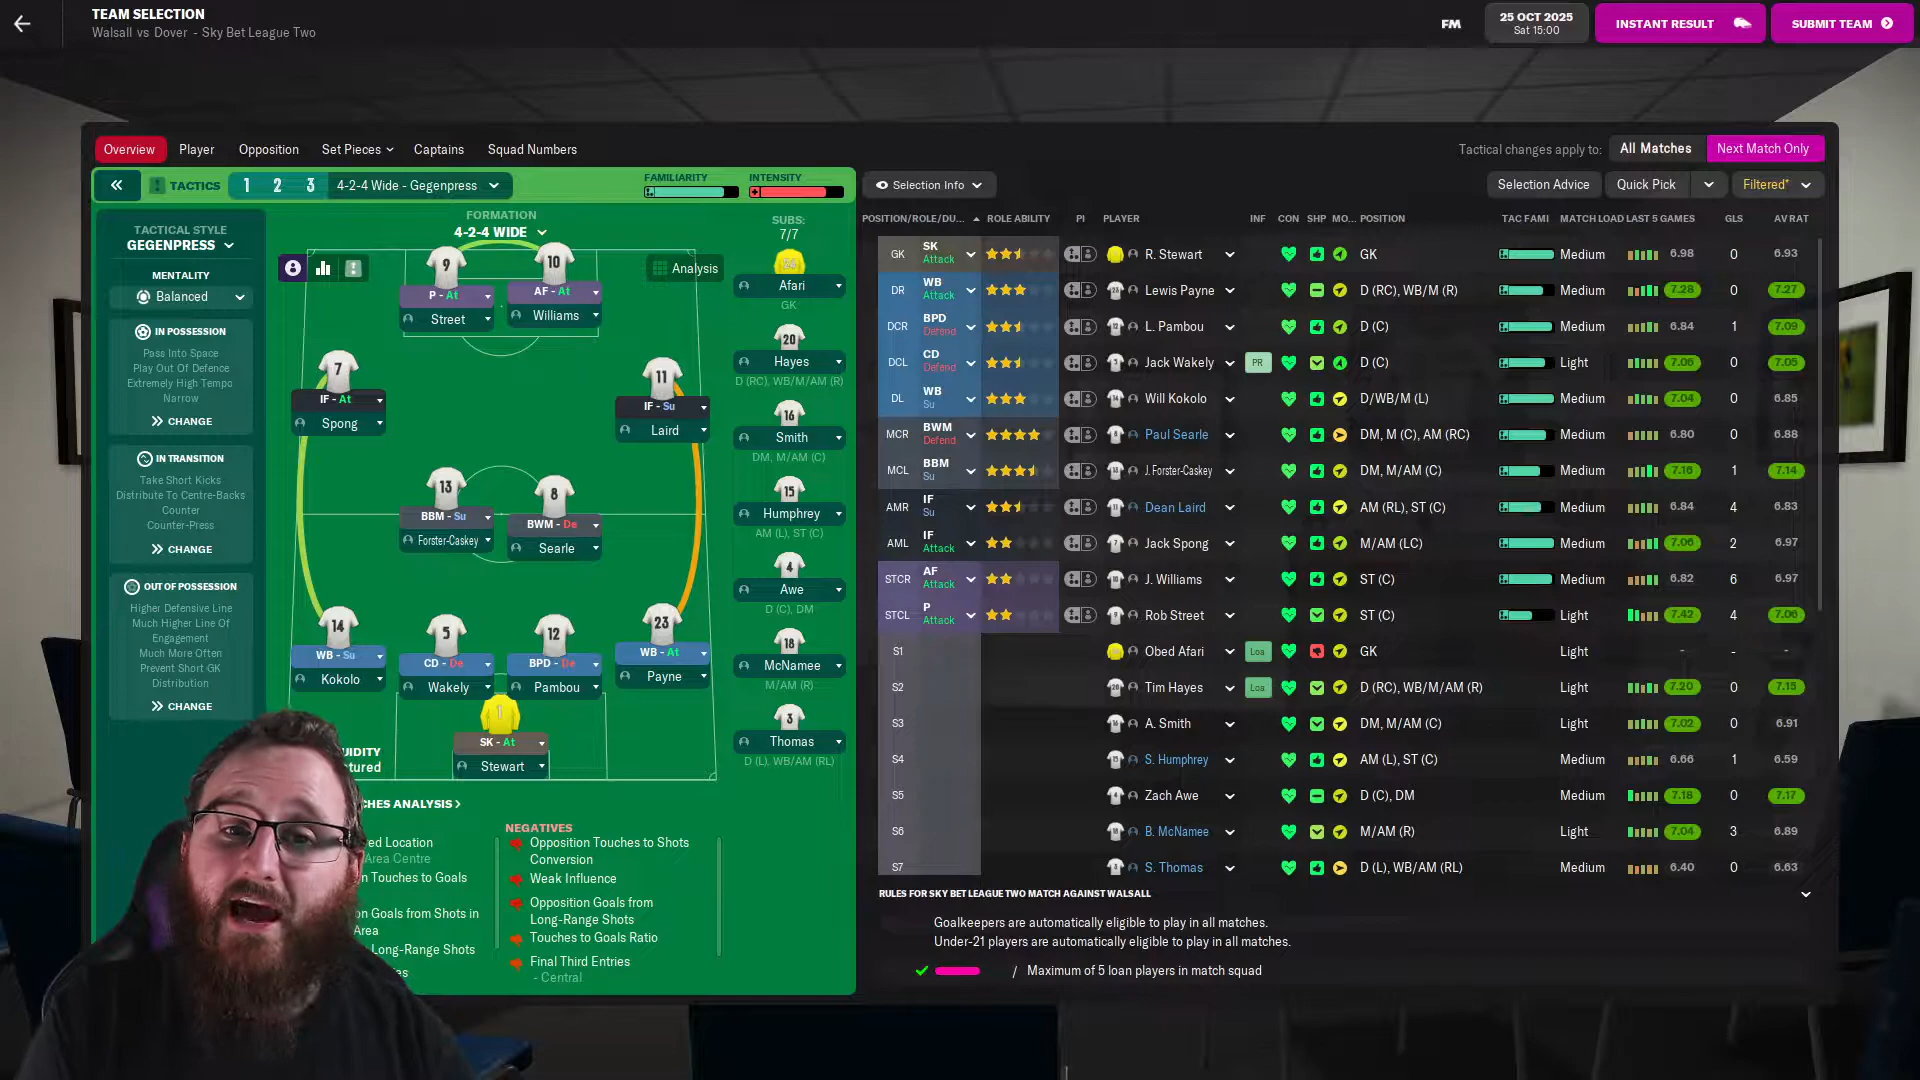 TEAM SELECTION
Walsall vs Dover - Sky Bet League Two
FM
25 OCT 2025
Sat 15:00
INSTANT RESULT
SUBMIT TEAM
Overview
Player
Opposition
Set Pieces
Captains
Squad Numbers
Tactical changes apply to:
All Matches
Next Match Only
TACTICS
1 2 3
4-2-4 Wide - Gegenpress
FAMILIARITY
INTENSITY
Selection Info
Selection Advice
Quick Pick
Filtered*
TACTICAL STYLE
GEGENPRESS
MENTALITY
Balanced
IN POSSESSION
Pass Into Space
Play Out Of Defence
Extremely High Tempo
Narrow
CHANGE
IN TRANSITION
Take Short Kicks
Distribute To Centre-Backs
Counter
Counter-Press
CHANGE
OUT OF POSSESSION
Higher Defensive Line
Much Higher Line Of
Engagement
Much More Often
Prevent Short GK
Distribution
CHANGE
FORMATION
4-2-4 WIDE
Analysis
9
P - At
Street
10
AF - At
Williams
7
IF - At
Spong
11
IF - Su
Laird
13
BBM - Su
Forster-Caskey
8
BWM - De
Searle
14
WB - Su
Kokolo
5
CD - De
Wakely
12
BPD - De
Pambou
23
WB - At
Payne
1
SK - At
Stewart
UIDITY
tured
SUBS:
7/7
Afari
GK
20
Hayes
D (RC), WB/M/AM (R)
16
Smith
DM, M/AM (C)
15
Humphrey
AM (L), ST (C)
4
Awe
D (C), DM
18
McNamee
M/AM (R)
3
Thomas
D (L), WB/AM (RL)
CHES ANALYSIS
ed Location
Area Centre
n Touches to Goals
on Goals from Shots in
Area
Long-Range Shots
es
NEGATIVES
Opposition Touches to Shots
Conversion
Weak Influence
Opposition Goals from
Long-Range Shots
Touches to Goals Ratio
Final Third Entries
- Central
POSITION/ROLE/DU... ROLE ABILITY PI PLAYER INF CON SHP MO... POSITION TAC FAMI MATCH LOAD LAST 5 GAMES GLS AV RAT
GK SK Attack R. Stewart GK Medium 6.98 0 6.93
DR WB Attack Lewis Payne D (RC), WB/M (R) Medium 7.28 0 7.27
DCR BPD Defend L. Pambou D (C) Medium 6.84 1 7.09
DCL CD Defend Jack Wakely PR D (C) Light 7.06 0 7.05
DL WB Su Will Kokolo D/WB/M (L) Medium 7.04 0 6.85
MCR BWM Defend Paul Searle DM, M (C), AM (RC) Medium 6.80 0 6.88
MCL BBM Su J. Forster-Caskey DM, M/AM (C) Medium 7.16 1 7.14
AMR IF Su Dean Laird AM (RL), ST (C) Medium 6.84 4 6.83
AML IF Attack Jack Spong M/AM (LC) Medium 7.06 2 6.97
STCR AF Attack J. Williams ST (C) Medium 6.82 6 6.97
STCL P Attack Rob Street ST (C) Light 7.42 4 7.06
S1 Obed Afari Loa GK Light - - -
S2 Tim Hayes Loa D (RC), WB/M/AM (R) Light 7.20 0 7.15
S3 A. Smith DM, M/AM (C) Light 7.02 0 6.91
S4 S. Humphrey AM (L), ST (C) Medium 6.66 1 6.59
S5 Zach Awe D (C), DM Medium 7.18 0 7.17
S6 B. McNamee M/AM (R) Light 7.04 3 6.89
S7 S. Thomas D (L), WB/AM (RL) Medium 6.40 0 6.63
RULES FOR SKY BET LEAGUE TWO MATCH AGAINST WALSALL
Goalkeepers are automatically eligible to play in all matches.
Under-21 players are automatically eligible to play in all matches.
/ Maximum of 5 loan players in match squad